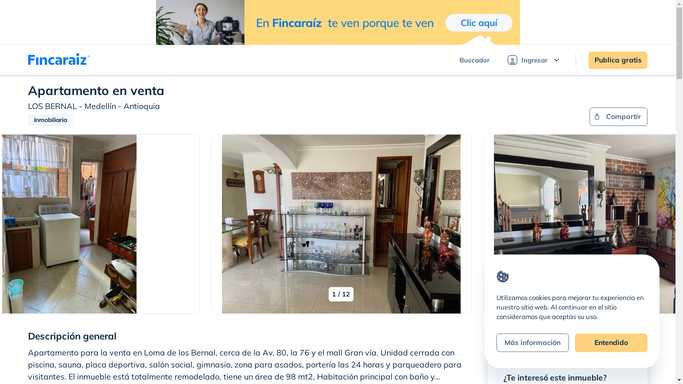 En Fincaraíz te ven porque te ven
Clic aquí
Fincaraiz
Buscador
Ingresar
Publica gratis
Apartamento en venta
LOS BERNAL - Medellín - Antioquia
Inmobiliaria
Compartir
1 / 12
Utilizamos cookies para mejorar tu experiencia en
nuestro sitio web. Al continuar en el sitio
consideramos que aceptas su uso.
Más información
Entendido
Descripción general
Apartamento para la venta en Loma de los Bernal, cerca de la Av. 80, la 76 y el mall Gran vía. Unidad cerrada con
piscina, sauna, placa deportiva, salón social, gimnasio, zona para asados, portería las 24 horas y parqueadero para
visitantes. El inmueble está totalmente remodelado, tiene un área de 98 mt2, Habitación principal con baño y...
¿Te interesó este inmueble?